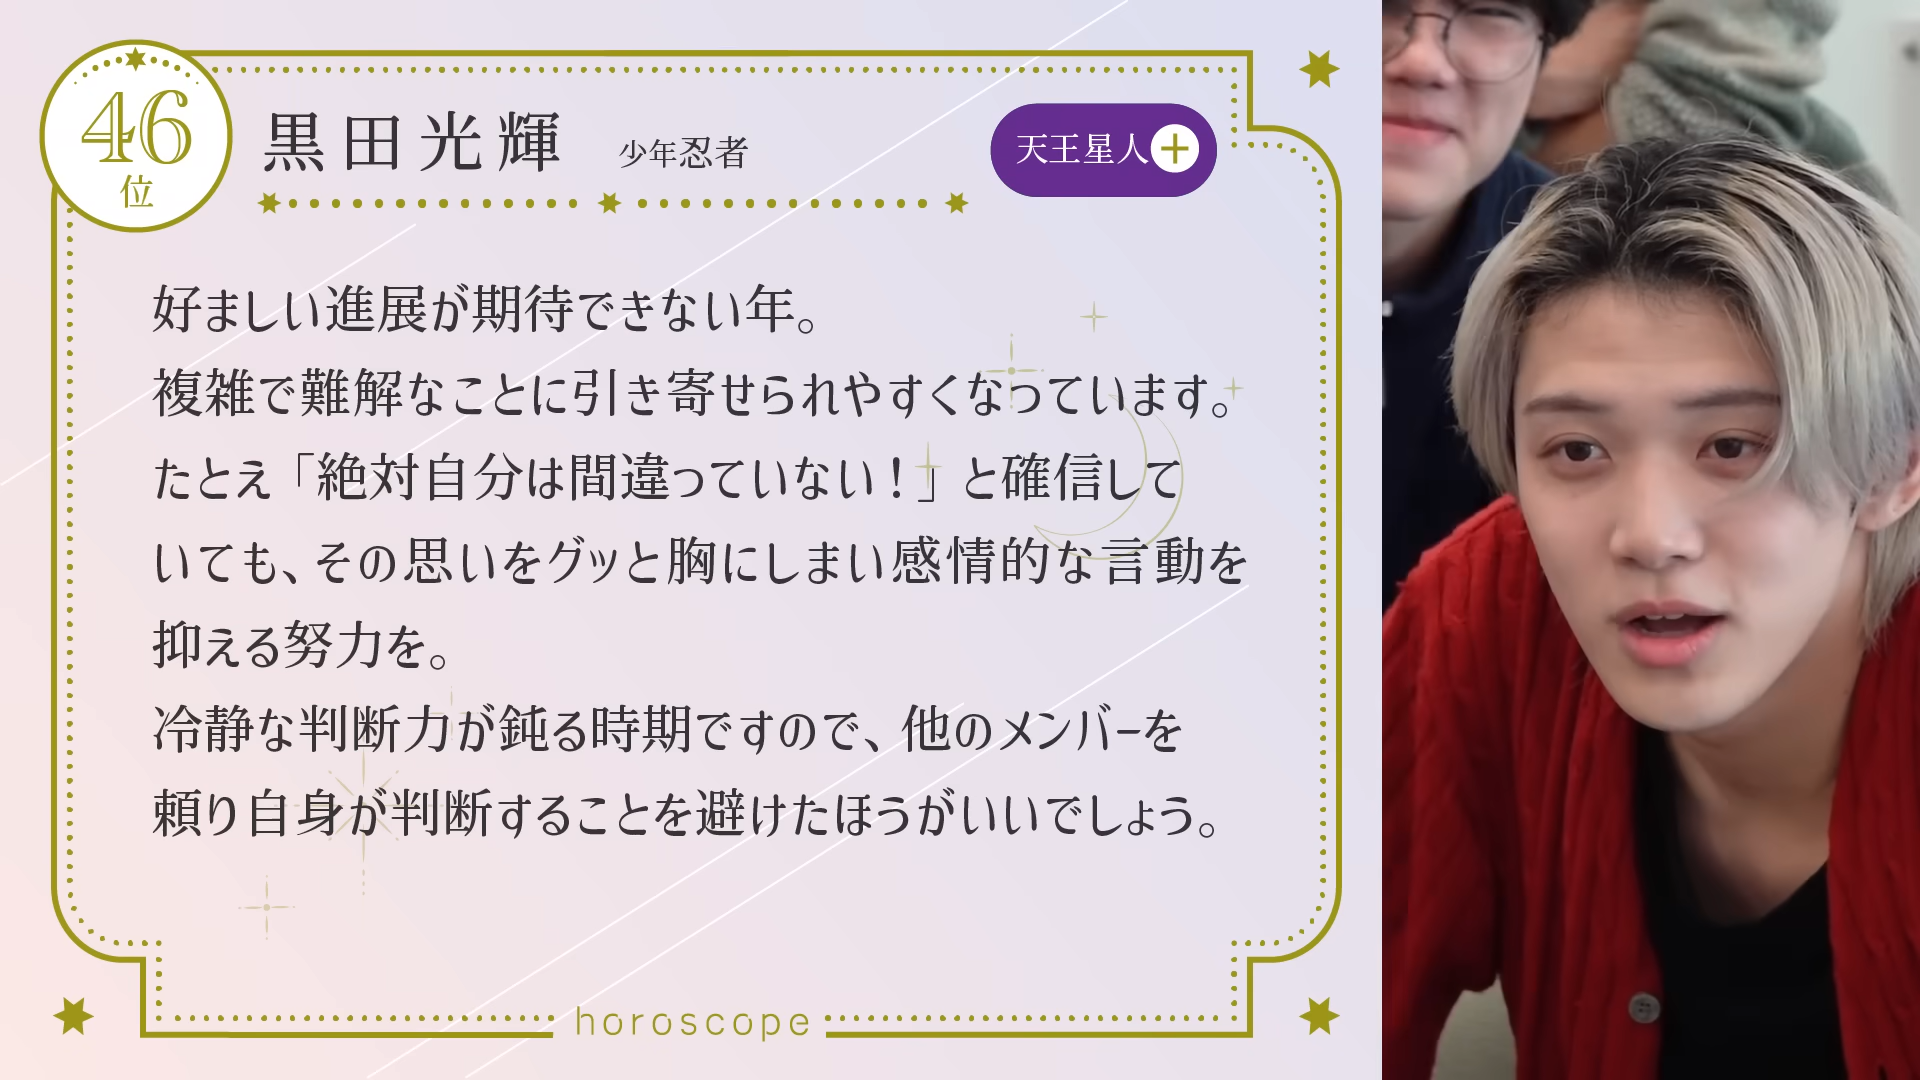 46
位
黒田光輝 少年忍者
天王星人+
好ましい進展が期待できない年。
複雑で難解なことに引き寄せられやすくなっています。
たとえ「絶対自分は間違っていない！」と確信して
いても、その思いをグッと胸にしまい感情的な言動を
抑える努力を。
冷静な判断力が鈍る時期ですので、他のメンバーを
頼り自身が判断することを避けたほうがいいでしょう。
horoscope